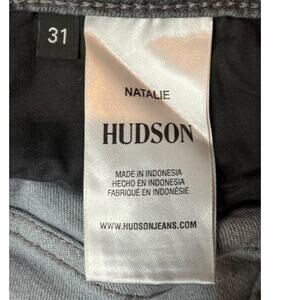 31
NATALIE
HUDSON
MADE IN INDONESIA
HECHO EN INDONESIA
FABRIQUÉ EN INDONÉSIE
WWW.HUDSONJEANS.COM